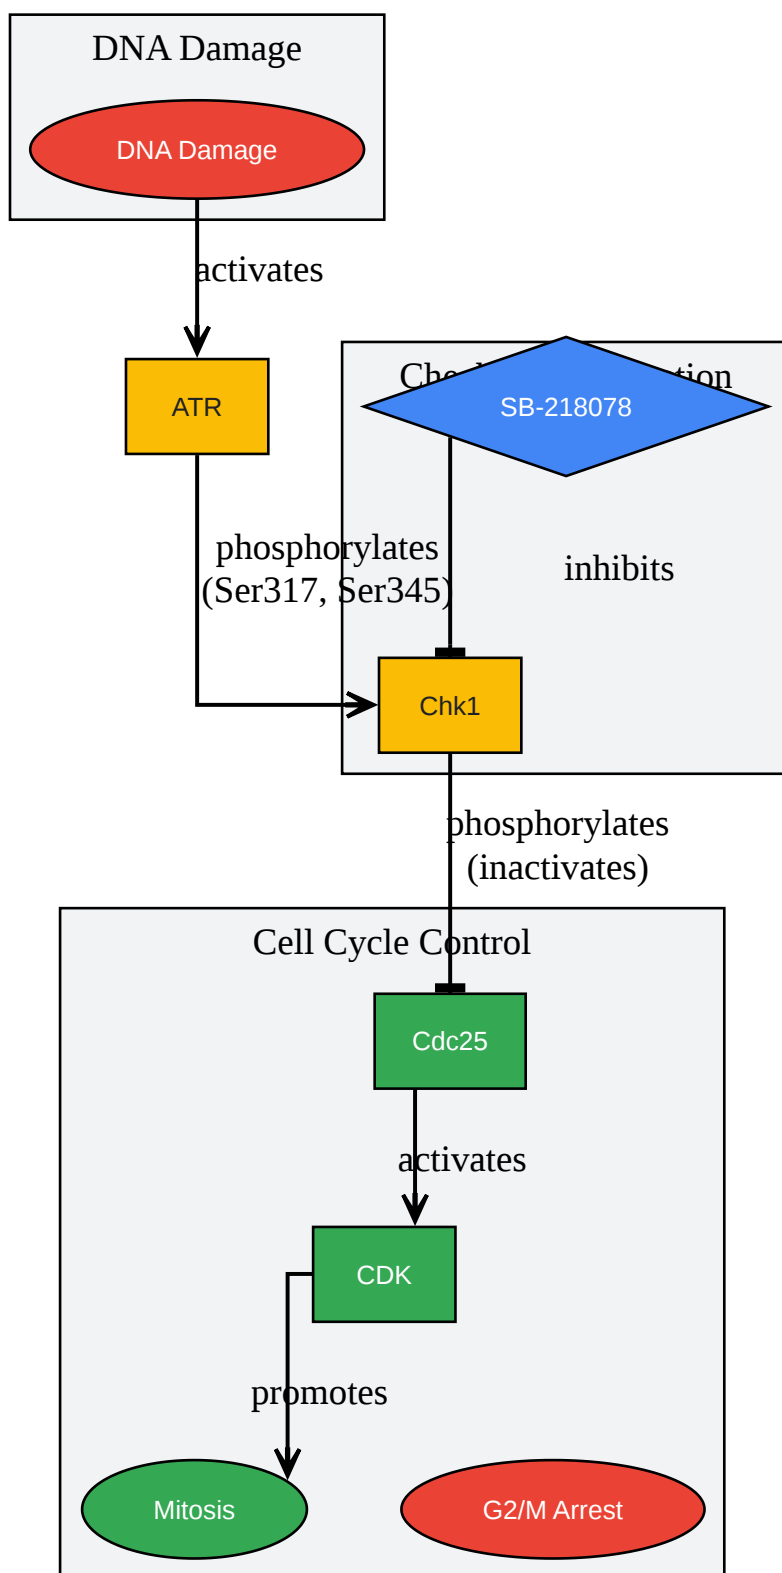 DNA Damage
DNA Damage
activates
ATR
SB-218078
phosphorylates
(Ser317, Ser345)
inhibits
Chk1
phosphorylates
(inactivates)
Cell Cycle Control
Cdc25
activates
CDK
promotes
Mitosis
G2/M Arrest